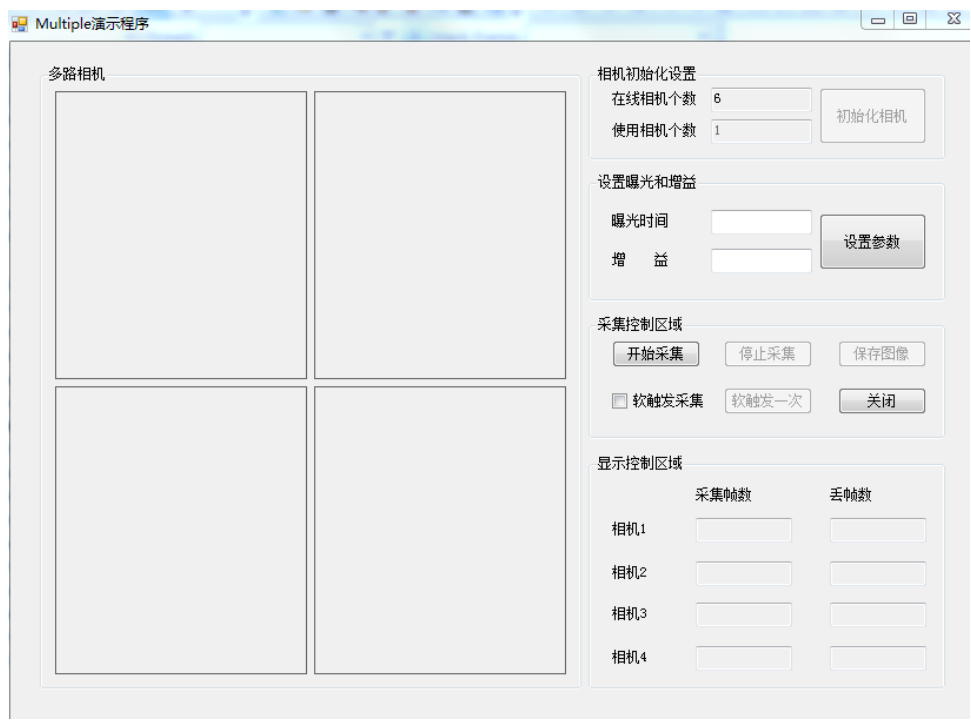 Multiple演示程序
多路相机
相机初始化设置
在线相机个数 6
使用相机个数 1
初始化相机
设置曝光和增益
曝光时间
增 益
设置参数
采集控制区域
开始采集 停止采集 保存图像
软触发采集 软触发一次 关闭
显示控制区域
采集帧数 丢帧数
相机1
相机2
相机3
相机4